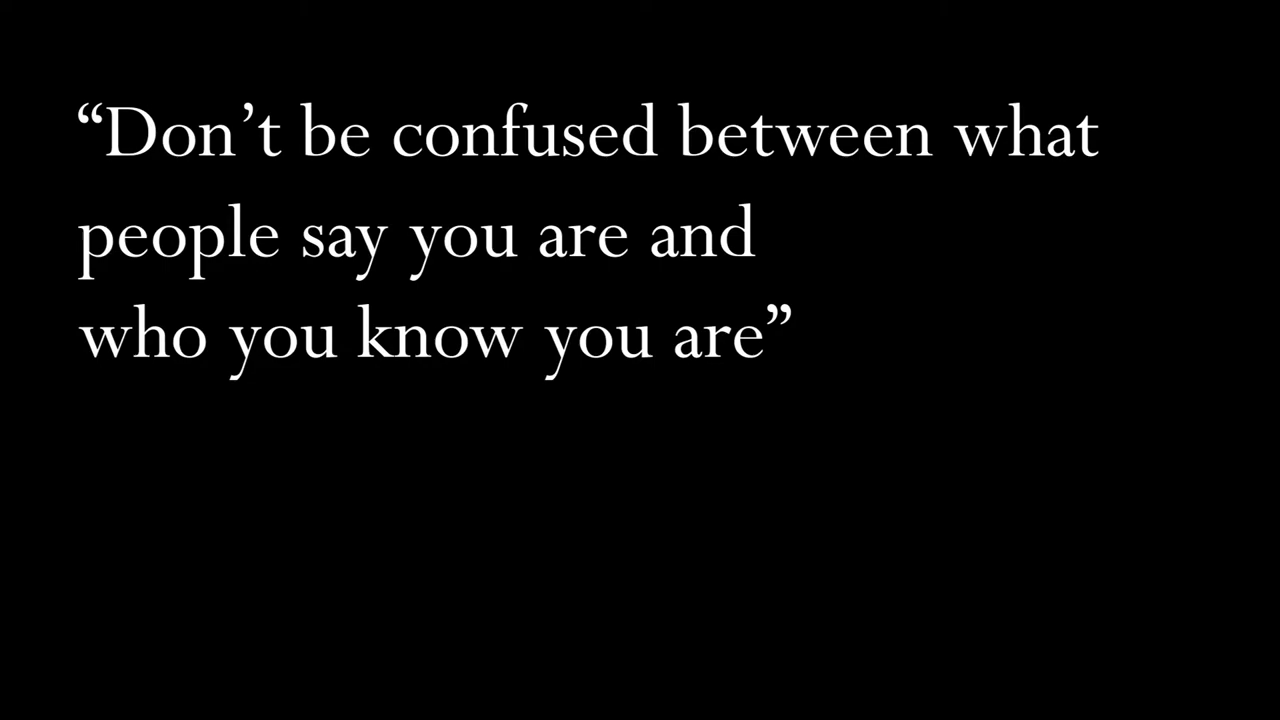 “Don’t be confused between what
people say you are and
who you know you are”